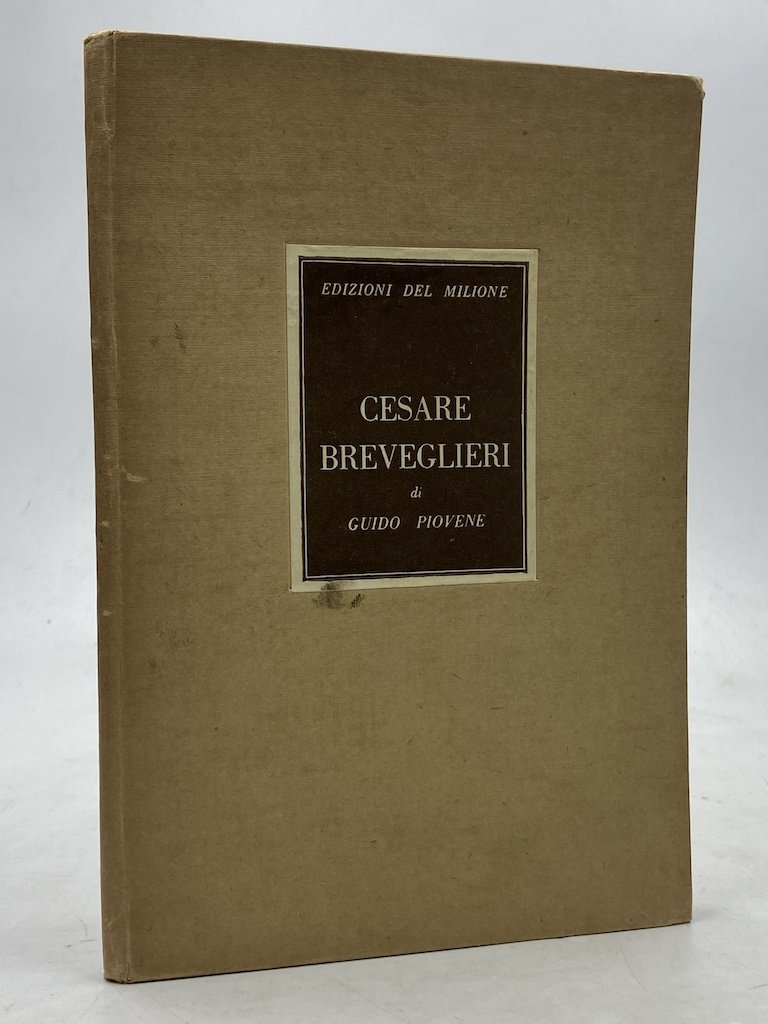 EDIZIONI DEL MILIONE
CESARE
BREVEGLIERI
di
GUIDO PIOVENE